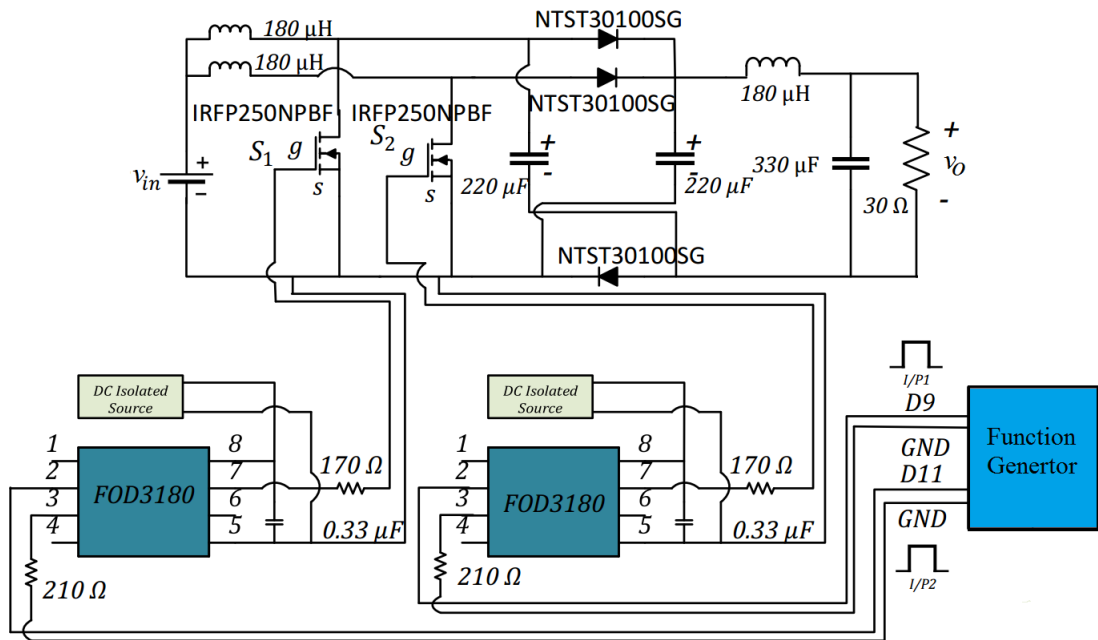 NTST30100SG
180 μH
180 μH
NTST30100SG
180 μH
IRFP250NPBF
IRFP250NPBF
S1
g
s
S2
g
s
vin
+
-
+
-
220 μF
+
-
220 μF
330 μF
30 Ω
+
vO
-
NTST30100SG
DC Isolated
Source
1
2
3
4
FOD3180
8
7
6
5
170 Ω
0.33 μF
210 Ω
DC Isolated
Source
1
2
3
4
FOD3180
8
7
6
5
170 Ω
0.33 μF
210 Ω
I/P1
D9
GND
D11
GND
I/P2
Function
Genertor